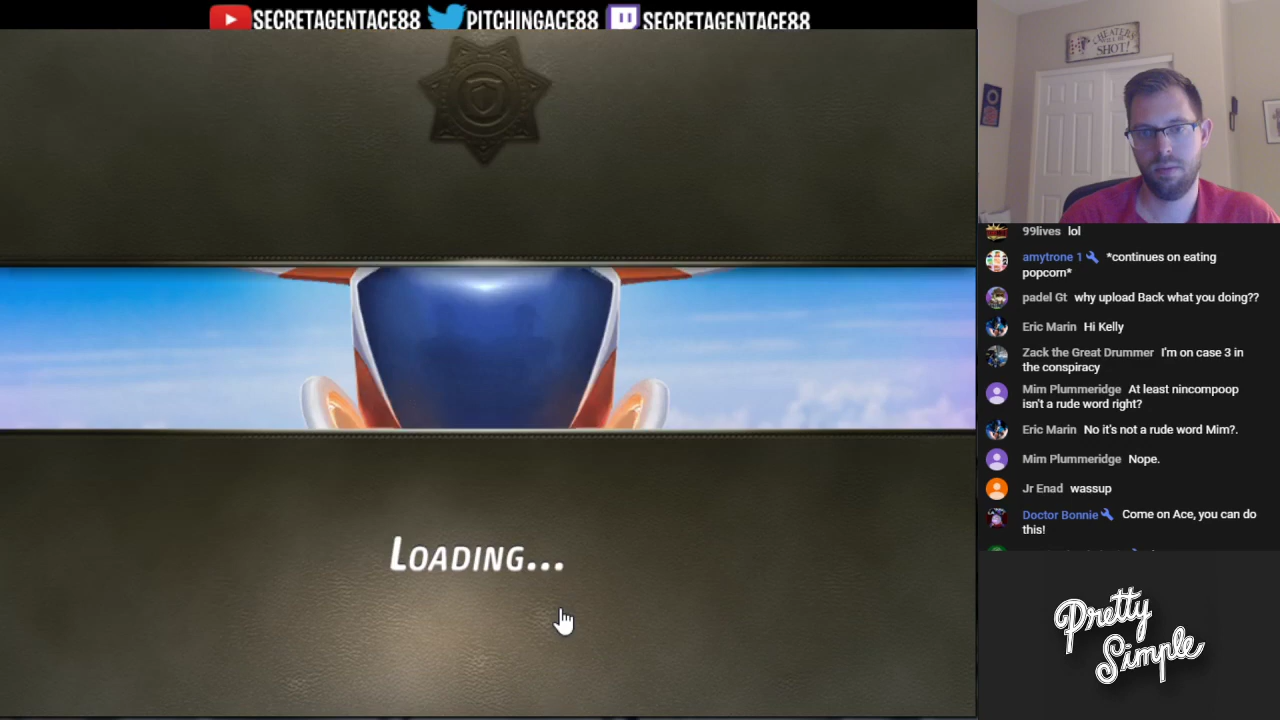 SECRETAGENTACE88 PITCHINGACE88 SECRETAGENTACE88
SHOT!
99lives lol
amytrone 1 *continues on eating
popcorn*
padel Gt why upload Back what you doing??
Eric Marin Hi Kelly
Zack the Great Drummer I'm on case 3 in
the conspiracy
Mim Plummeridge At least nincompoop
isn't a rude word right?
Eric Marin No it's not a rude word Mim?.
Mim Plummeridge Nope.
Jr Enad wassup
Doctor Bonnie Come on Ace, you can do
this!
LOADING...
Pretty
Simple